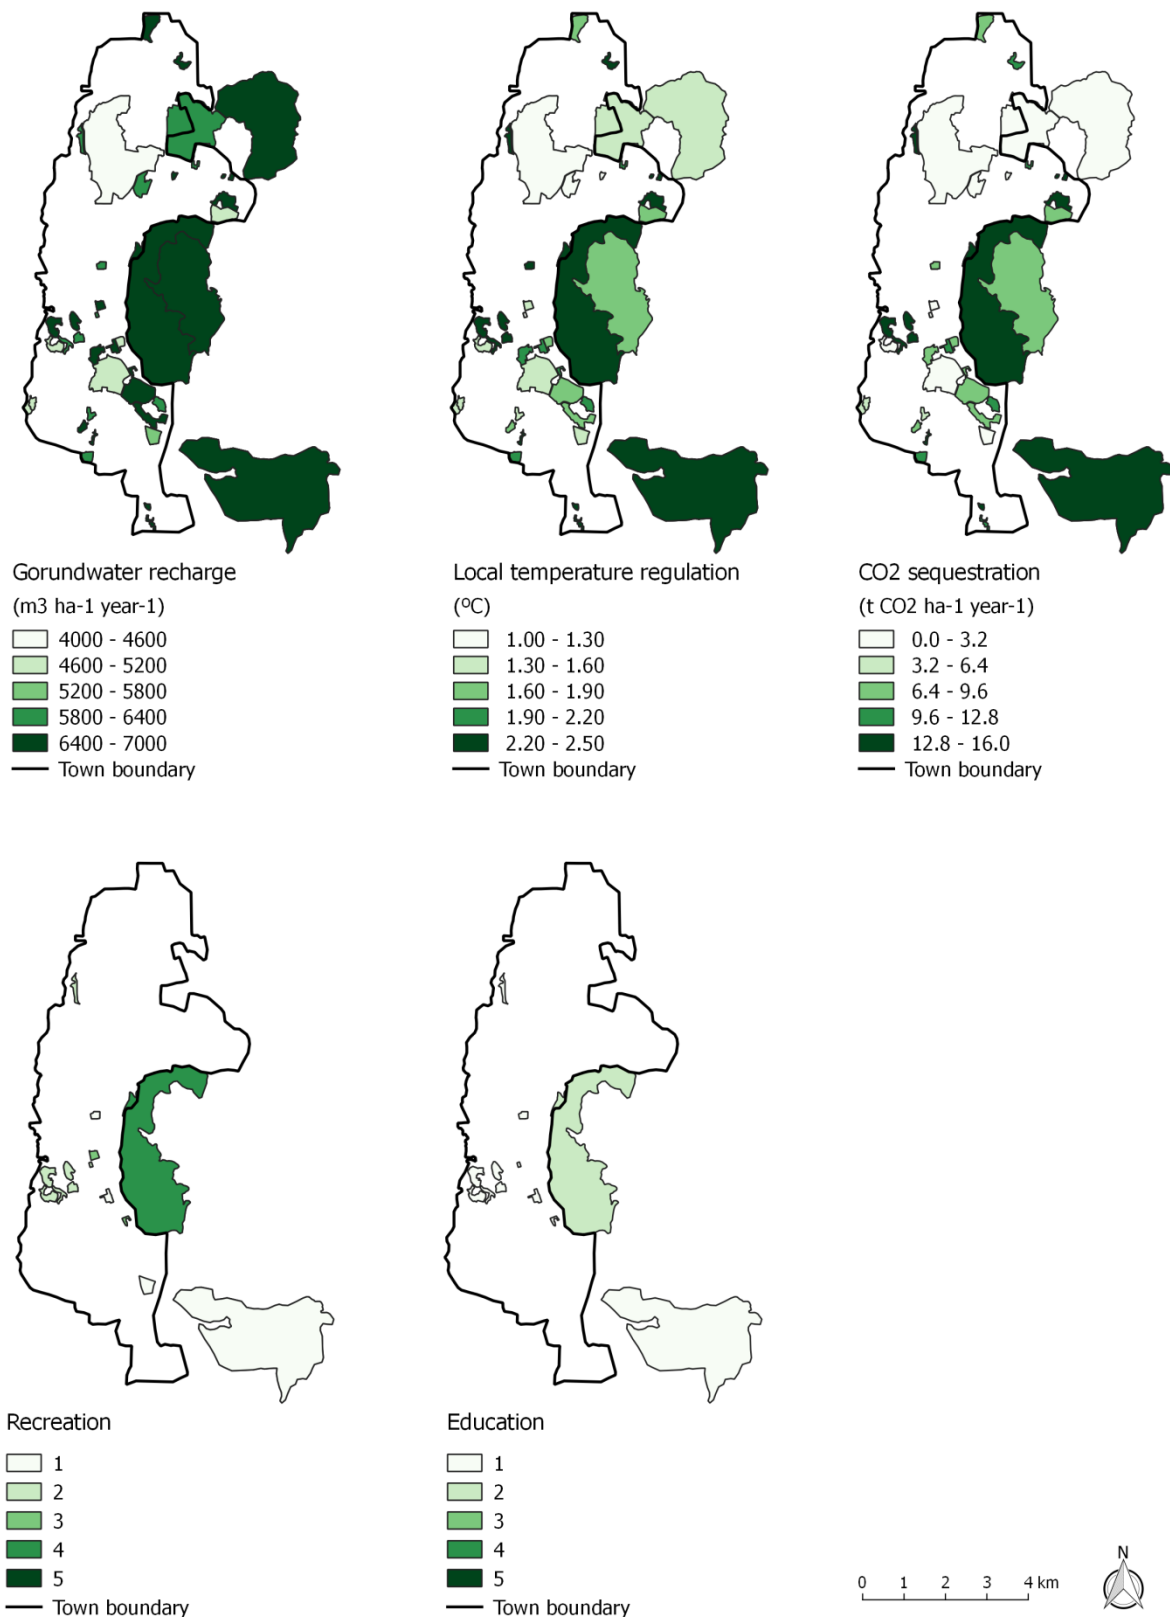 Gorundwater recharge
(m3 ha-1 year-1)
4000 - 4600
4600 - 5200
5200 - 5800
5800 - 6400
6400 - 7000
Town boundary
Local temperature regulation
(ºC)
1.00 - 1.30
1.30 - 1.60
1.60 - 1.90
1.90 - 2.20
2.20 - 2.50
Town boundary
CO2 sequestration
(t CO2 ha-1 year-1)
0.0 - 3.2
3.2 - 6.4
6.4 - 9.6
9.6 - 12.8
12.8 - 16.0
Town boundary
Recreation
1
2
3
4
5
Town boundary
Education
1
2
3
4
5
Town boundary
0 1 2 3 4 km
N